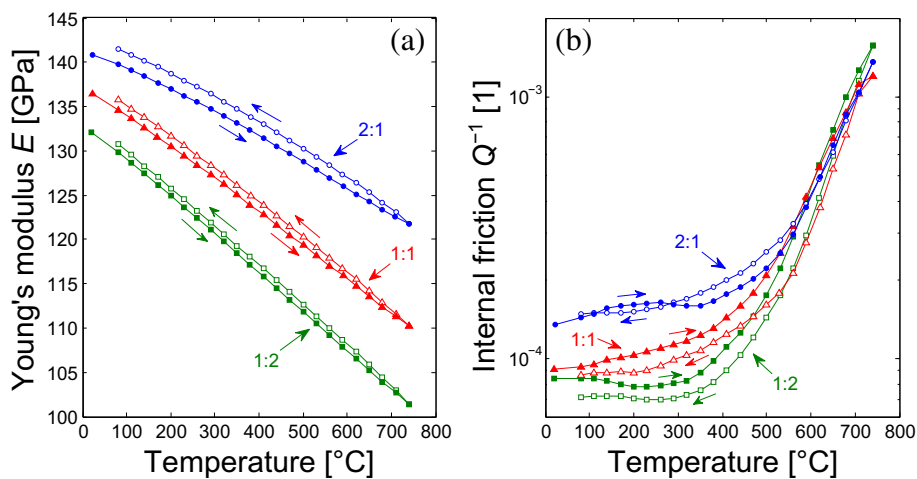 (a)
Young's modulus E [GPa]
145
140
135
130
125
120
115
110
105
100
2:1
1:1
1:2
0 100 200 300 400 500 600 700 800
Temperature [°C]
(b)
Internal friction Q⁻¹ [1]
10⁻³
10⁻⁴
2:1
1:1
1:2
0 100 200 300 400 500 600 700 800
Temperature [°C]